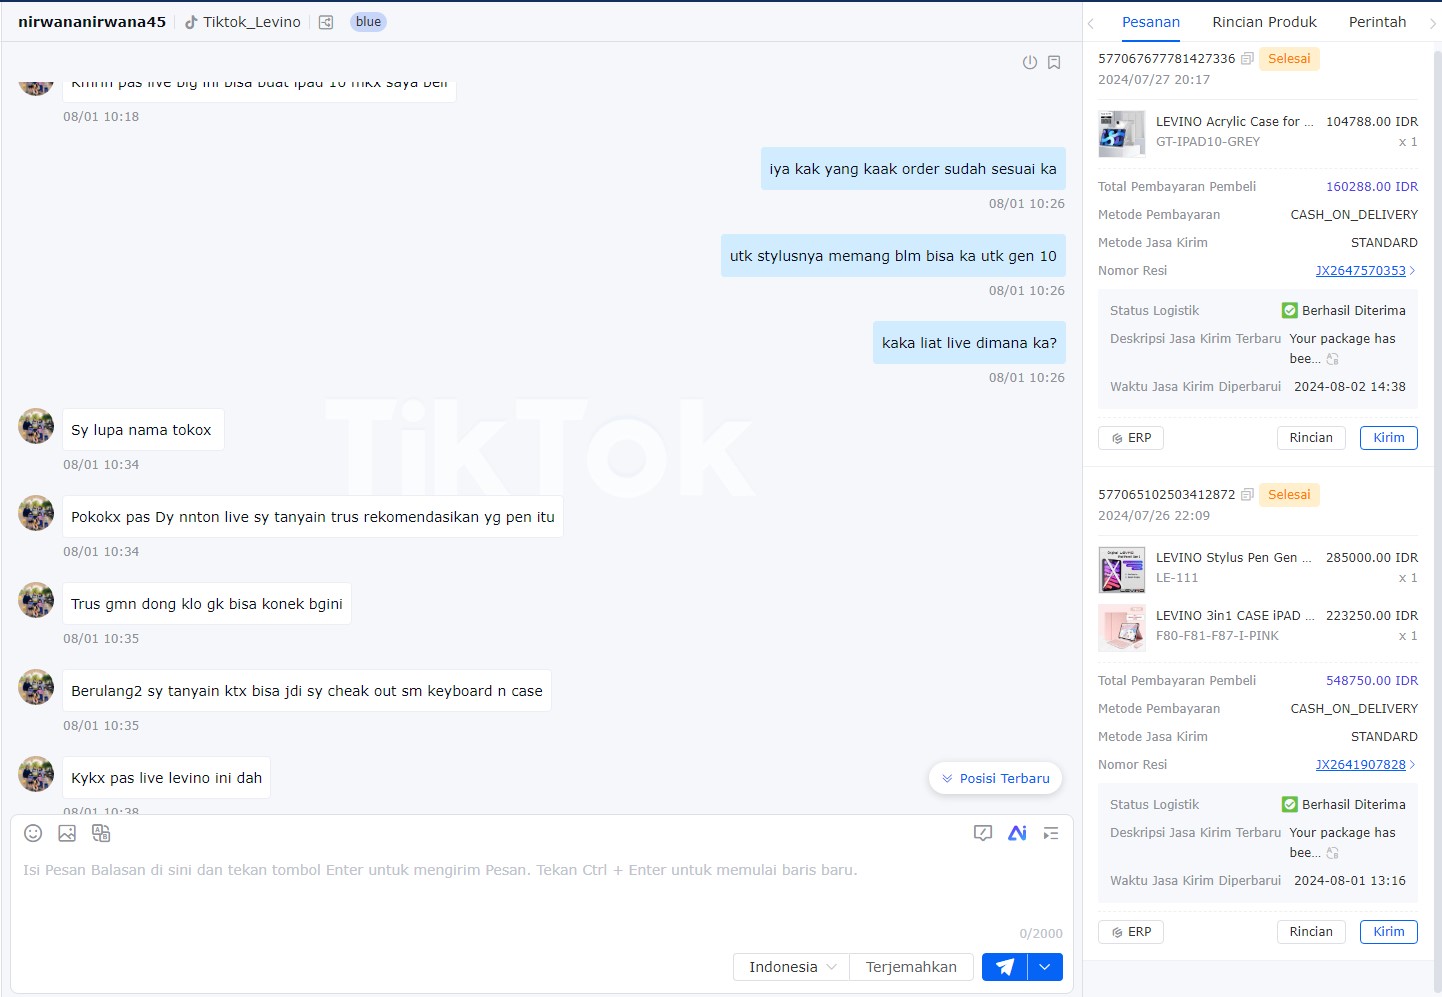 nirwananirwana45
Tiktok_Levino
blue
Kmrin pas live blg ini bisa buat ipad 10 mkx saya beli
08/01 10:18
iya kak yang kaak order sudah sesuai ka
08/01 10:26
utk stylusnya memang blm bisa ka utk gen 10
08/01 10:26
kaka liat live dimana ka?
08/01 10:26
TikTok
Sy lupa nama tokox
08/01 10:34
Pokokx pas Dy nnton live sy tanyain trus rekomendasikan yg pen itu
08/01 10:34
Trus gmn dong klo gk bisa konek bgini
08/01 10:35
Berulang2 sy tanyain ktx bisa jdi sy cheak out sm keyboard n case
08/01 10:35
Kykx pas live levino ini dah
08/01 10:38
Posisi Terbaru
Isi Pesan Balasan di sini dan tekan tombol Enter untuk mengirim Pesan. Tekan Ctrl + Enter untuk memulai baris baru.
0/2000
Indonesia
Terjemahkan
Pesanan
Rincian Produk
Perintah
577067677781427336
Selesai
2024/07/27 20:17
LEVINO Acrylic Case for ...
104788.00 IDR
GT-IPAD10-GREY
x 1
Total Pembayaran Pembeli
160288.00 IDR
Metode Pembayaran
CASH_ON_DELIVERY
Metode Jasa Kirim
STANDARD
Nomor Resi
JX2647570353
Status Logistik
Berhasil Diterima
Deskripsi Jasa Kirim Terbaru
Your package has
bee...
Waktu Jasa Kirim Diperbarui
2024-08-02 14:38
ERP
Rincian
Kirim
577065102503412872
Selesai
2024/07/26 22:09
LEVINO Stylus Pen Gen ...
285000.00 IDR
LE-111
x 1
LEVINO 3in1 CASE iPAD ...
223250.00 IDR
F80-F81-F87-I-PINK
x 1
Total Pembayaran Pembeli
548750.00 IDR
Metode Pembayaran
CASH_ON_DELIVERY
Metode Jasa Kirim
STANDARD
Nomor Resi
JX2641907828
Status Logistik
Berhasil Diterima
Deskripsi Jasa Kirim Terbaru
Your package has
bee...
Waktu Jasa Kirim Diperbarui
2024-08-01 13:16
ERP
Rincian
Kirim